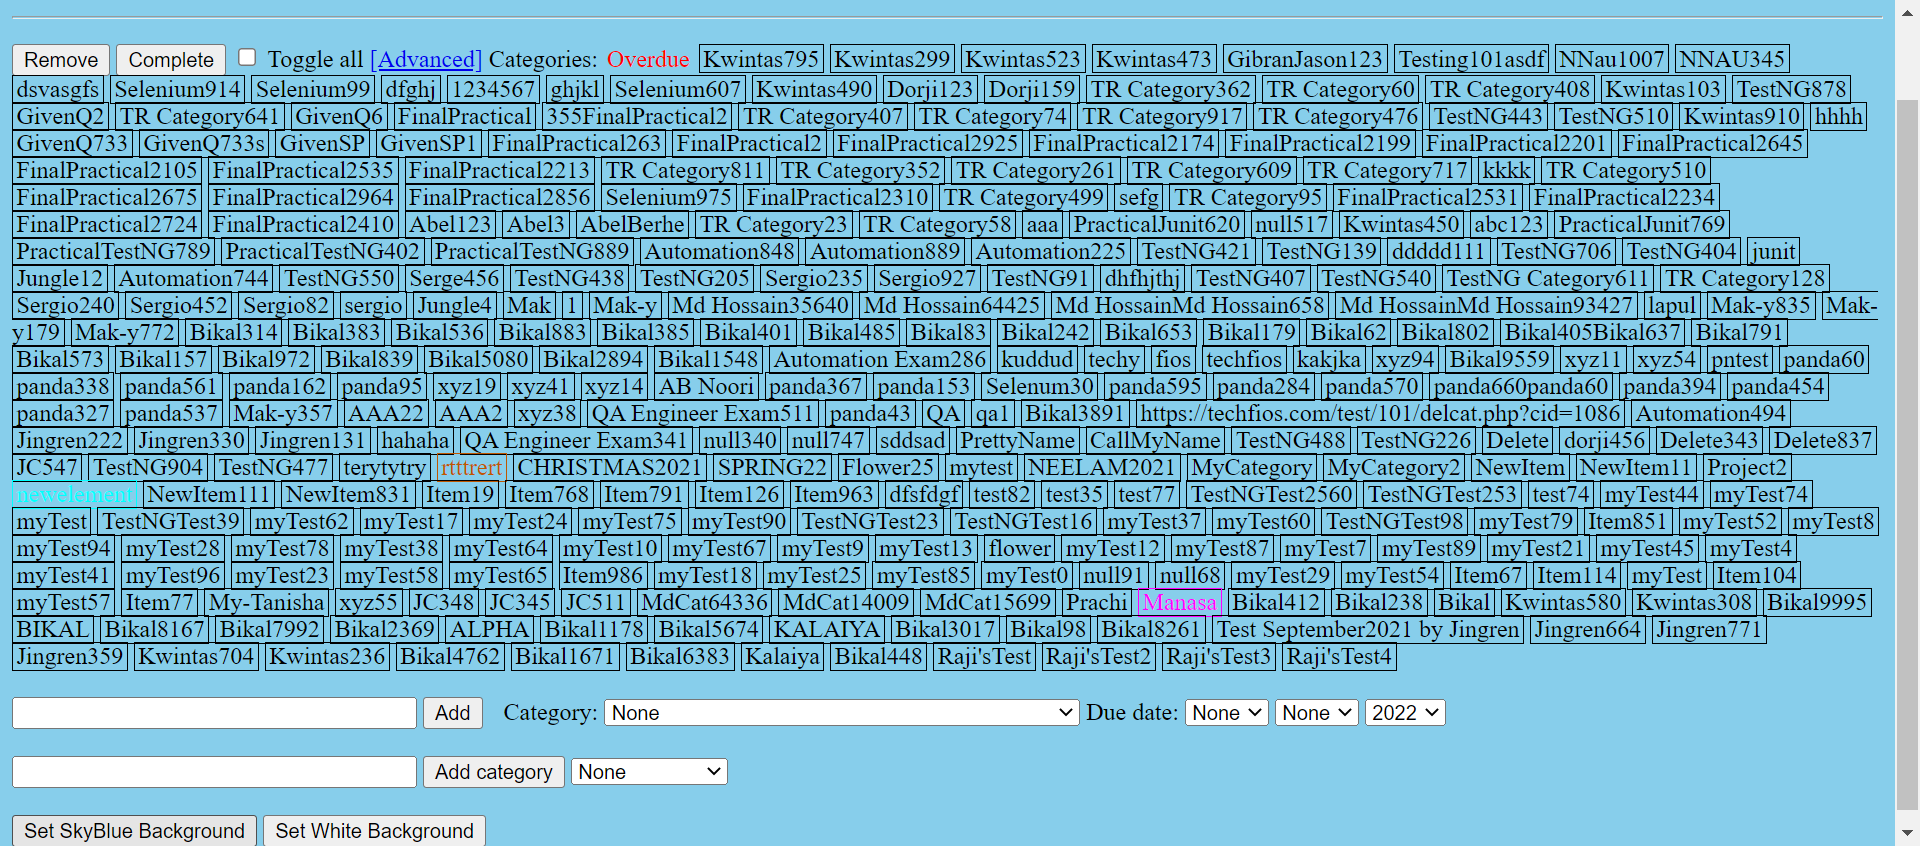 Remove Complete Toggle all [Advanced] Categories: Overdue Kwintas795 Kwintas299 Kwintas523 Kwintas473 GibranJason123 Testing101asdf NNau1007 NNAU345
dsvasgfs Selenium914 Selenium99 dfghj 1234567 ghjkl Selenium607 Kwintas490 Dorji123 Dorji159 TR Category362 TR Category60 TR Category408 Kwintas103 TestNG878
GivenQ2 TR Category641 GivenQ6 FinalPractical 355FinalPractical2 TR Category407 TR Category74 TR Category917 TR Category476 TestNG443 TestNG510 Kwintas910 hhhh
GivenQ733 GivenQ733s GivenSP GivenSP1 FinalPractical263 FinalPractical2 FinalPractical2925 FinalPractical2174 FinalPractical2199 FinalPractical2201 FinalPractical2645
FinalPractical2105 FinalPractical2535 FinalPractical2213 TR Category811 TR Category352 TR Category261 TR Category609 TR Category717 kkkk TR Category510
FinalPractical2675 FinalPractical2964 FinalPractical2856 Selenium975 FinalPractical2310 TR Category499 sefg TR Category95 FinalPractical2531 FinalPractical2234
FinalPractical2724 FinalPractical2410 Abel123 Abel3 AbelBerhe TR Category23 TR Category58 aaa PracticalJunit620 null517 Kwintas450 abc123 PracticalJunit769
PracticalTestNG789 PracticalTestNG402 PracticalTestNG889 Automation848 Automation889 Automation225 TestNG421 TestNG139 ddddd111 TestNG706 TestNG404 junit
Jungle12 Automation744 TestNG550 Serge456 TestNG438 TestNG205 Sergio235 Sergio927 TestNG91 dhfhjthj TestNG407 TestNG540 TestNG Category611 TR Category128
Sergio240 Sergio452 Sergio82 sergio Jungle4 Mak 1 Mak-y Md Hossain35640 Md Hossain64425 Md HossainMd Hossain658 Md HossainMd Hossain93427 lapul Mak-y835 Mak-
y179 Mak-y772 Bikal314 Bikal383 Bikal536 Bikal883 Bikal385 Bikal401 Bikal485 Bikal83 Bikal242 Bikal653 Bikal179 Bikal62 Bikal802 Bikal405Bikal637 Bikal791
Bikal573 Bikal157 Bikal972 Bikal839 Bikal5080 Bikal2894 Bikal1548 Automation Exam286 kuddud techy fios techfios kakjka xyz94 Bikal9559 xyz11 xyz54 pntest panda60
panda338 panda561 panda162 panda95 xyz19 xyz41 xyz14 AB Noori panda367 panda153 Selenum30 panda595 panda284 panda570 panda660panda60 panda394 panda454
panda327 panda537 Mak-y357 AAA22 AAA2 xyz38 QA Engineer Exam511 panda43 QA qa1 Bikal3891 https://techfios.com/test/101/delcat.php?cid=1086 Automation494
Jingren222 Jingren330 Jingren131 hahaha QA Engineer Exam341 null340 null747 sddsad PrettyName CallMyName TestNG488 TestNG226 Delete dorji456 Delete343 Delete837
JC547 TestNG904 TestNG477 terytytry rtttrert CHRISTMAS2021 SPRING22 Flower25 mytest NEELAM2021 MyCategory MyCategory2 NewItem NewItem11 Project2
newelement NewItem111 NewItem831 Item19 Item768 Item791 Item126 Item963 dfsfdgf test82 test35 test77 TestNGTest2560 TestNGTest253 test74 myTest44 myTest74
myTest TestNGTest39 myTest62 myTest17 myTest24 myTest75 myTest90 TestNGTest23 TestNGTest16 myTest37 myTest60 TestNGTest98 myTest79 Item851 myTest52 myTest8
myTest94 myTest28 myTest78 myTest38 myTest64 myTest10 myTest67 myTest9 myTest13 flower myTest12 myTest87 myTest7 myTest89 myTest21 myTest45 myTest4
myTest41 myTest96 myTest23 myTest58 myTest65 Item986 myTest18 myTest25 myTest85 myTest0 null91 null68 myTest29 myTest54 Item67 Item114 myTest Item104
myTest57 Item77 My-Tanisha xyz55 JC348 JC345 JC511 MdCat64336 MdCat14009 MdCat15699 Prachi Manasa Bikal412 Bikal238 Bikal Kwintas580 Kwintas308 Bikal9995
BIKAL Bikal8167 Bikal7992 Bikal2369 ALPHA Bikal1178 Bikal5674 KALAIYA Bikal3017 Bikal98 Bikal8261 Test September2021 by Jingren Jingren664 Jingren771
Jingren359 Kwintas704 Kwintas236 Bikal4762 Bikal1671 Bikal6383 Kalaiya Bikal448 Raji'sTest Raji'sTest2 Raji'sTest3 Raji'sTest4
Add Category: None Due date: None None 2022
Add category None
Set SkyBlue Background Set White Background